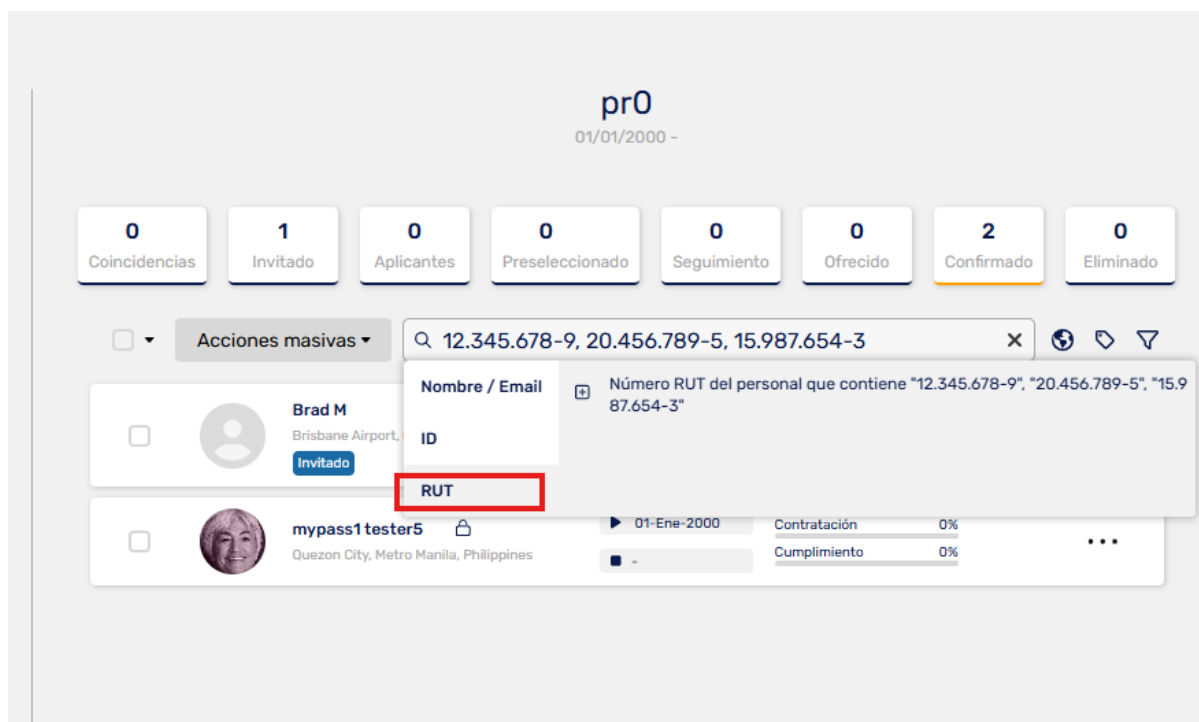 pr0
01/01/2000 -
0 1 0 0 0 0 2 0
Coincidencias Invitado Aplicantes Preseleccionado Seguimiento Ofrecido Confirmado Eliminado
Acciones masivas 12.345.678-9, 20.456.789-5, 15.987.654-3
Nombre / Email
ID
RUT
Número RUT del personal que contiene "12.345.678-9", "20.456.789-5", "15.9
87.654-3"
Brad M
Brisbane Airport,
Invitado
mypass1 tester5
Quezon City, Metro Manila, Philippines
01-Ene-2000
-
Contratación 0%
Cumplimiento 0%